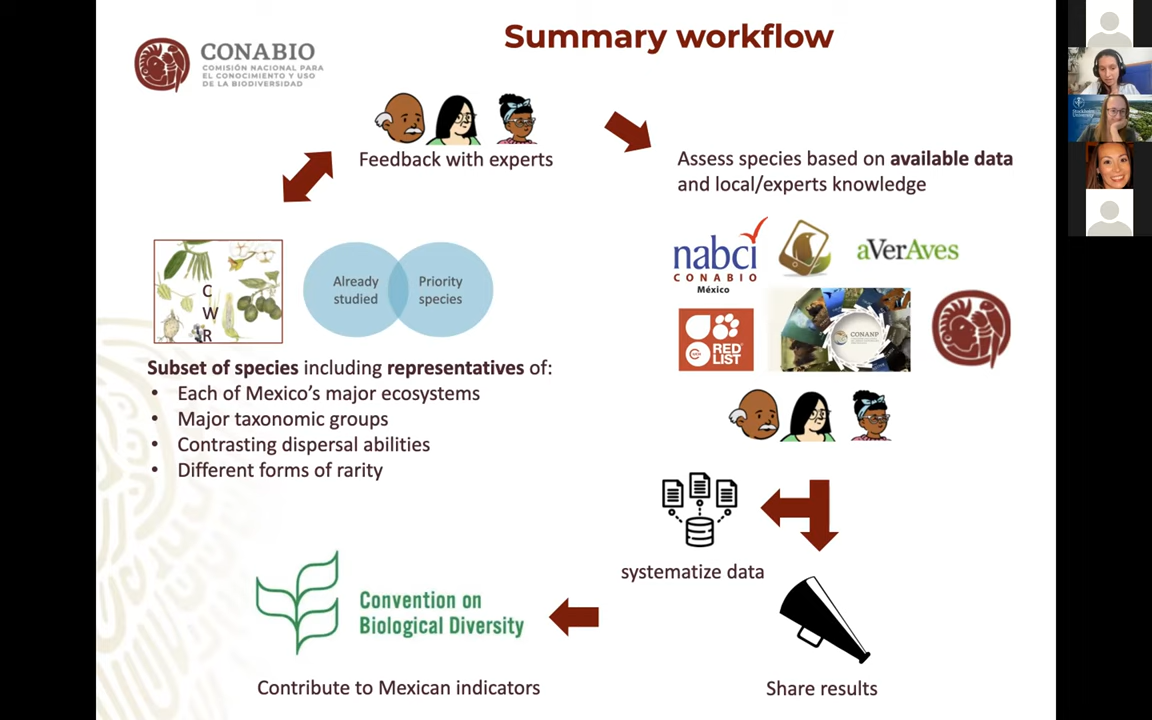 Summary workflow
CONABIO
COMISIÓN NACIONAL PARA
EL CONOCIMIENTO Y USO
DE LA BIODIVERSIDAD
Feedback with experts
Assess species based on available data
and local/experts knowledge
nabci
CONABIO
México
aVerAves
RED
LIST
CONANP
C
W
R
Already
studied
Priority
species
Subset of species including representatives of:
• Each of Mexico's major ecosystems
• Major taxonomic groups
• Contrasting dispersal abilities
• Different forms of rarity
systematize data
Convention on
Biological Diversity
Contribute to Mexican indicators
Share results
Stockholm
University